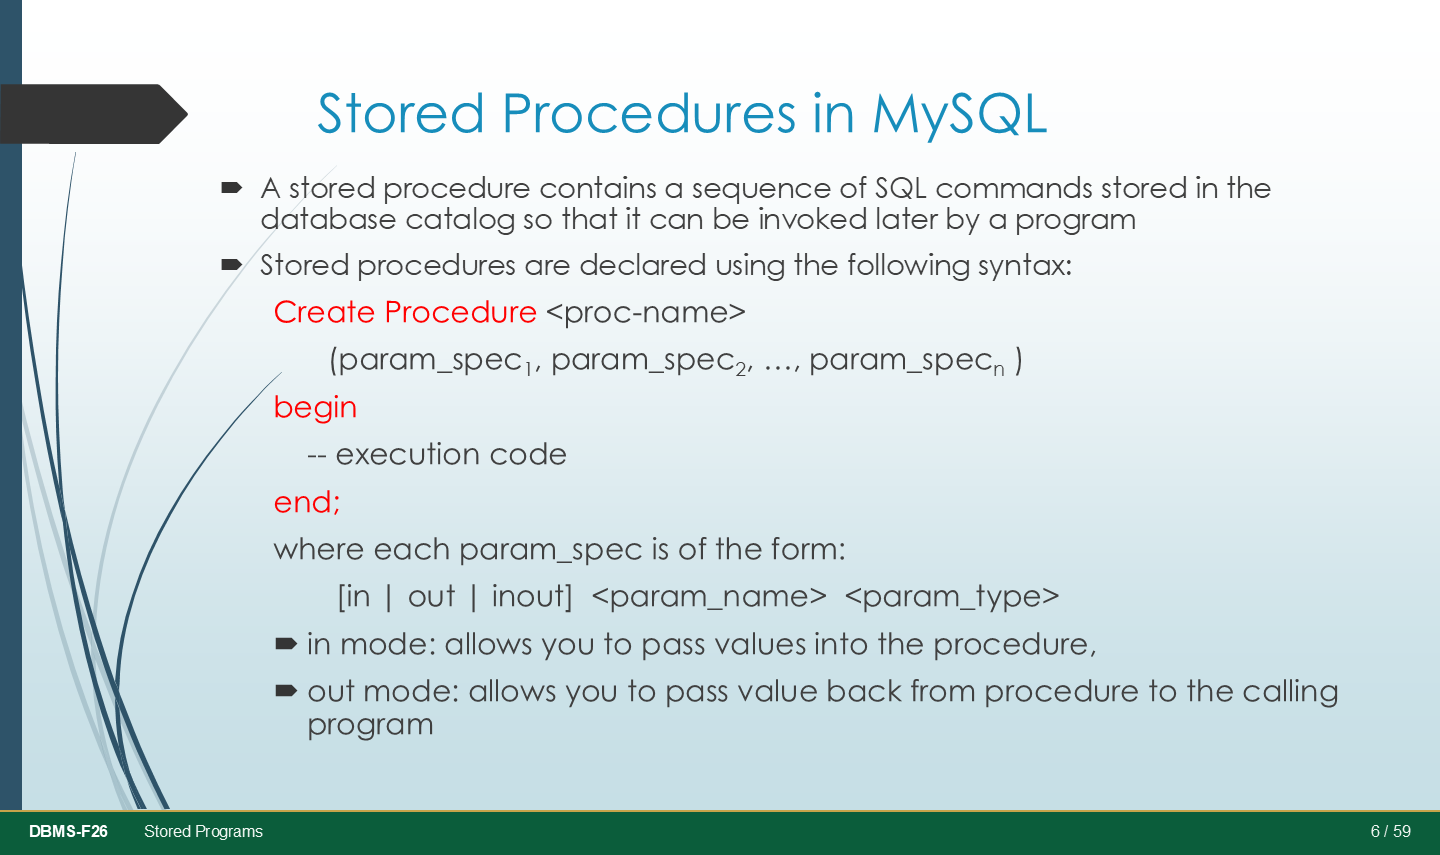 Stored Procedures in MySQL
A stored procedure contains a sequence of SQL commands stored in the
database catalog so that it can be invoked later by a program
Stored procedures are declared using the following syntax:
Create Procedure <proc-name>
(param_spec1, param_spec2, …, param_specn )
begin
-- execution code
end;
where each param_spec is of the form:
[in | out | inout] <param_name> <param_type>
in mode: allows you to pass values into the procedure,
out mode: allows you to pass value back from procedure to the calling
program
DBMS-F26 Stored Programs 6 / 59